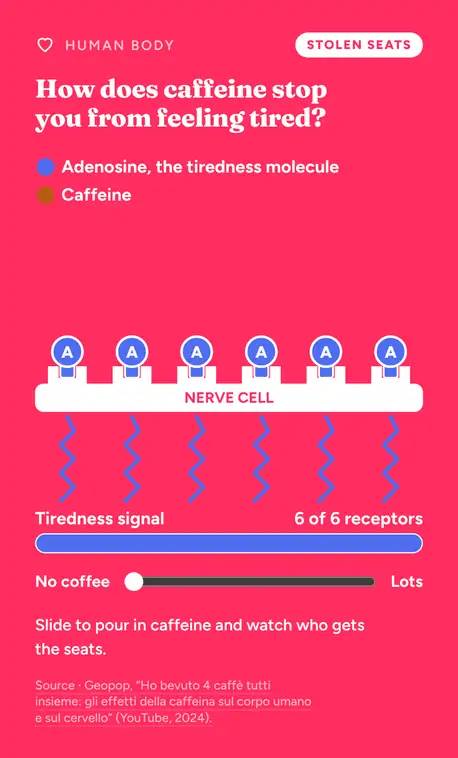 HUMAN BODY
STOLEN SEATS
How does caffeine stop
you from feeling tired?
Adenosine, the tiredness molecule
Caffeine
A A A A A A
NERVE CELL
Tiredness signal 6 of 6 receptors
No coffee Lots
Slide to pour in caffeine and watch who gets
the seats.
Source · Geopop, “Ho bevuto 4 caffè tutti
insieme: gli effetti della caffeina sul corpo umano
e sul cervello” (YouTube, 2024).